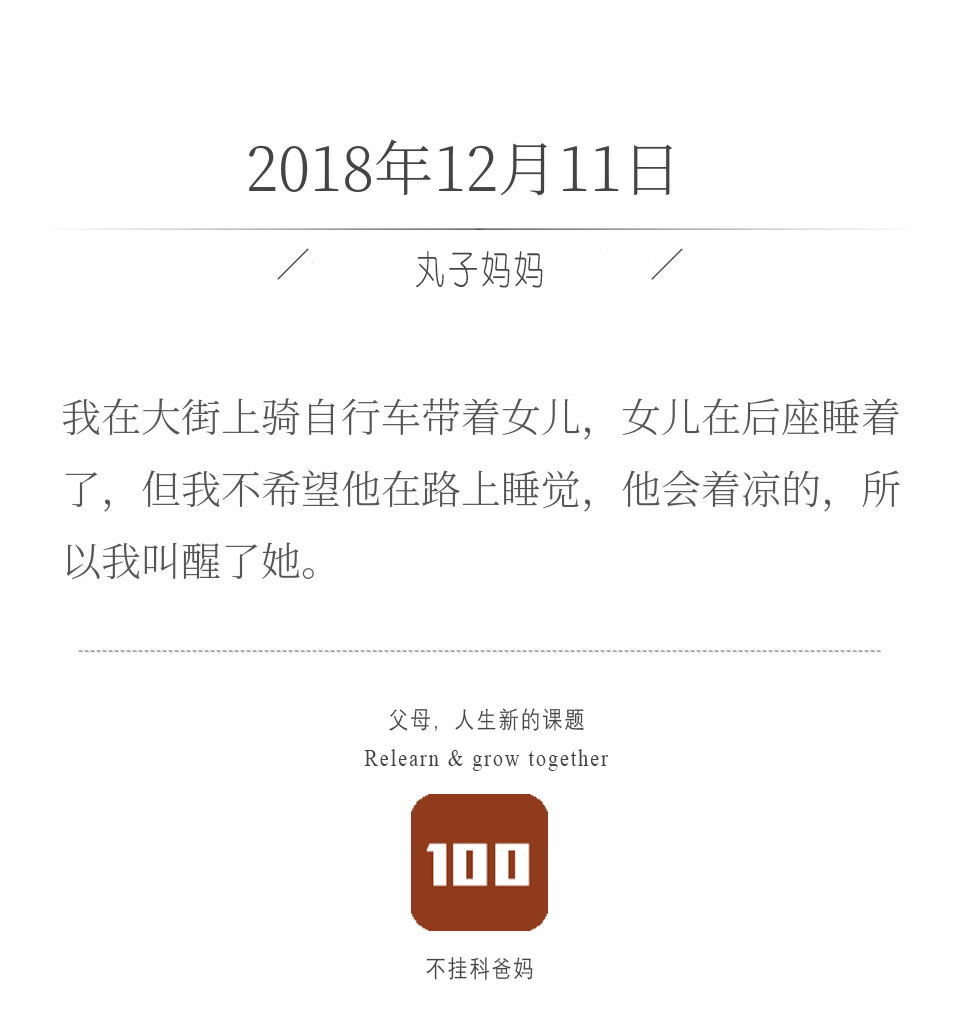 2018年12月11日
丸子妈妈
我在大街上骑自行车带着女儿，女儿在后座睡着
了，但我不希望他在路上睡觉，他会着凉的，所
以我叫醒了她。
父母，人生新的课题
Relearn & grow together
100
不挂科爸妈